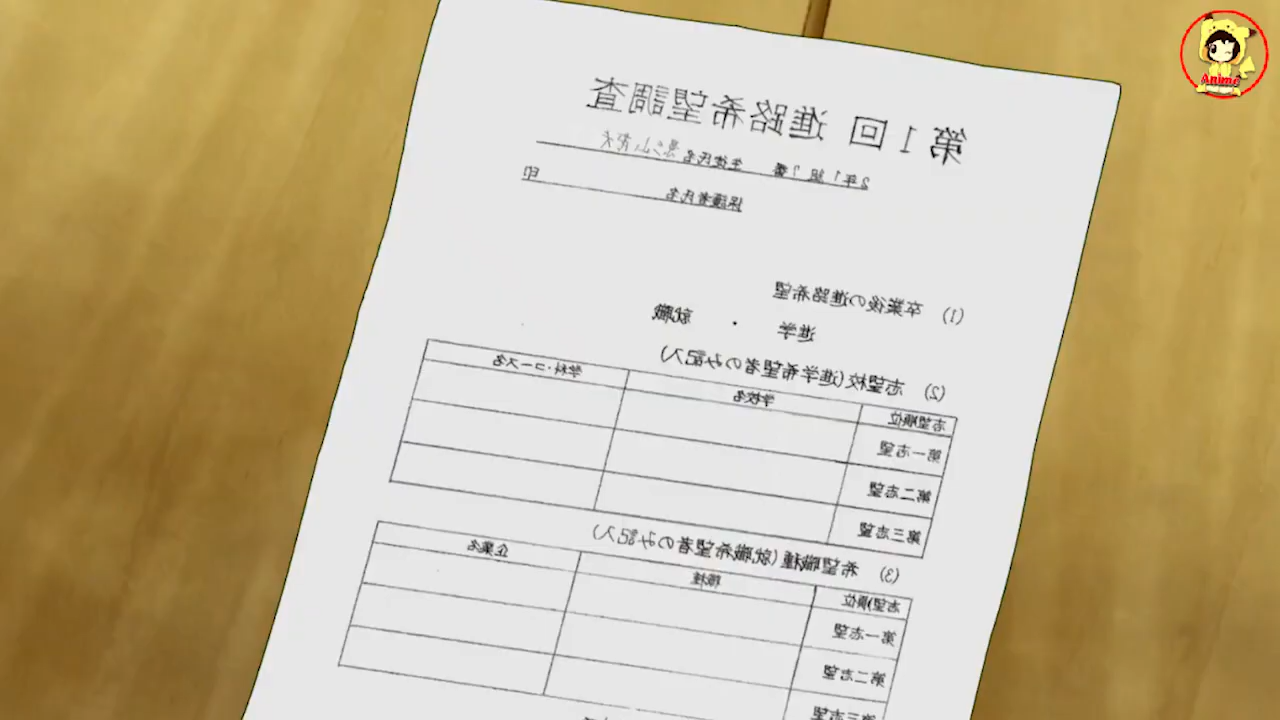 第1回 進路希望調査
2年1組7番 生徒氏名
保護者氏名 印
(1) 卒業後の進路希望
進学 ・ 就職
(2) 志望校(進学希望者のみ記入)
志望順位 学校名 学科・コース名
第一志望
第二志望
第三志望
(3) 希望職種(就職希望者のみ記入)
志望順位 職種 企業名
第一志望
第二志望
第三志望
Anime